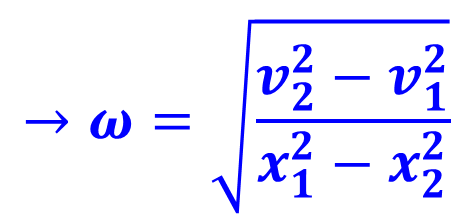 → ω = √((v₂² − v₁²)/(x₁² − x₂²))